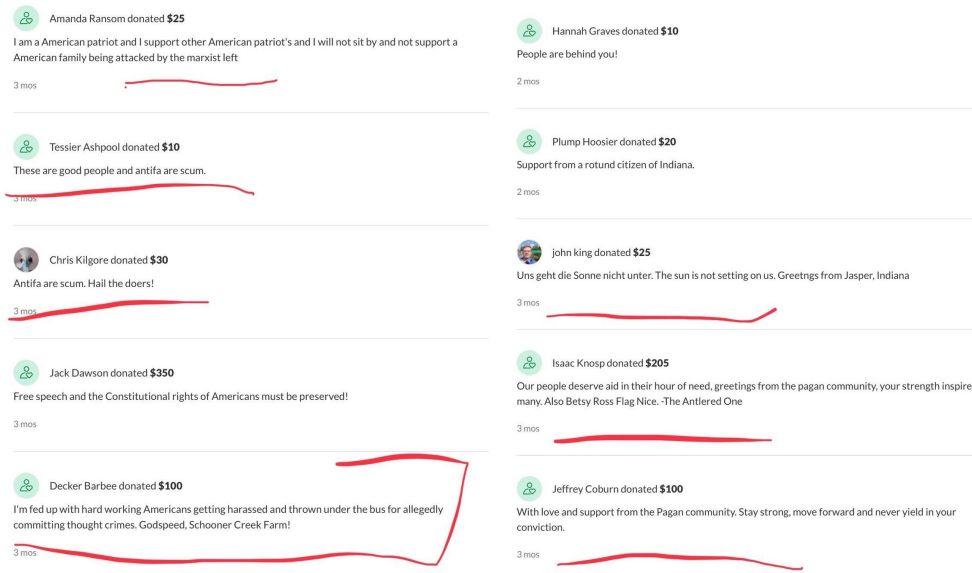 Amanda Ransom donated $25
I am a American patriot and I support other American patriot's and I will not sit by and not support a
American family being attacked by the marxist left
3 mos
Tessier Ashpool donated $10
These are good people and antifa are scum.
3 mos
Chris Kilgore donated $30
Antifa are scum. Hail the doers!
3 mos
Jack Dawson donated $350
Free speech and the Constitutional rights of Americans must be preserved!
3 mos
Decker Barbee donated $100
I'm fed up with hard working Americans getting harassed and thrown under the bus for allegedly
committing thought crimes. Godspeed, Schooner Creek Farm!
3 mos
Hannah Graves donated $10
People are behind you!
2 mos
Plump Hoosier donated $20
Support from a rotund citizen of Indiana.
2 mos
john king donated $25
Uns geht die Sonne nicht unter. The sun is not setting on us. Greetngs from Jasper, Indiana
3 mos
Isaac Knosp donated $205
Our people deserve aid in their hour of need, greetings from the pagan community, your strength inspire
many. Also Betsy Ross Flag Nice. -The Antlered One
3 mos
Jeffrey Coburn donated $100
With love and support from the Pagan community. Stay strong, move forward and never yield in your
conviction.
3 mos